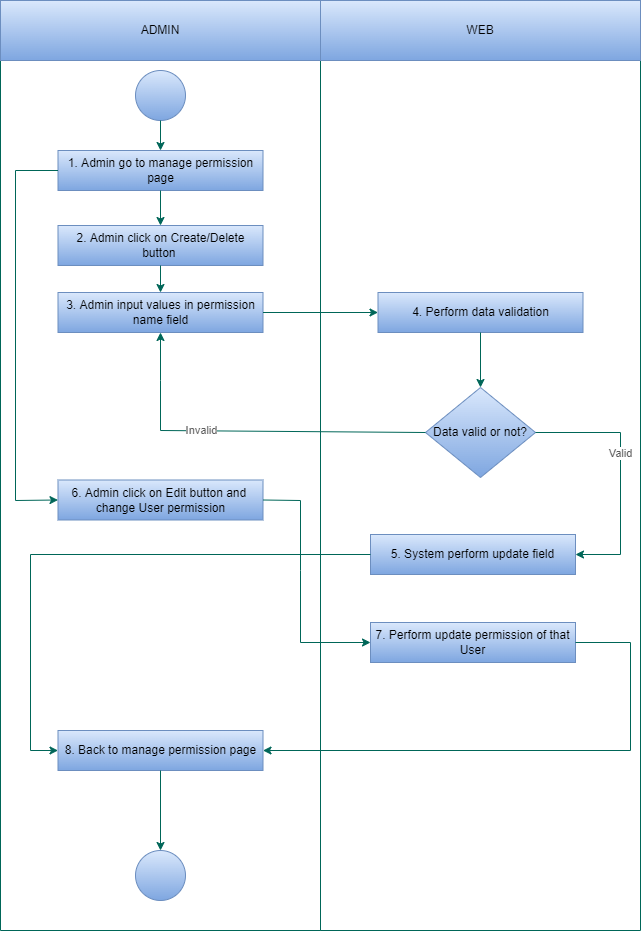 ADMIN
WEB
1. Admin go to manage permission
page
2. Admin click on Create/Delete
button
3. Admin input values in permission
name field
4. Perform data validation
Invalid
Data valid or not?
Valid
6. Admin click on Edit button and
change User permission
5. System perform update field
7. Perform update permission of that
User
8. Back to manage permission page